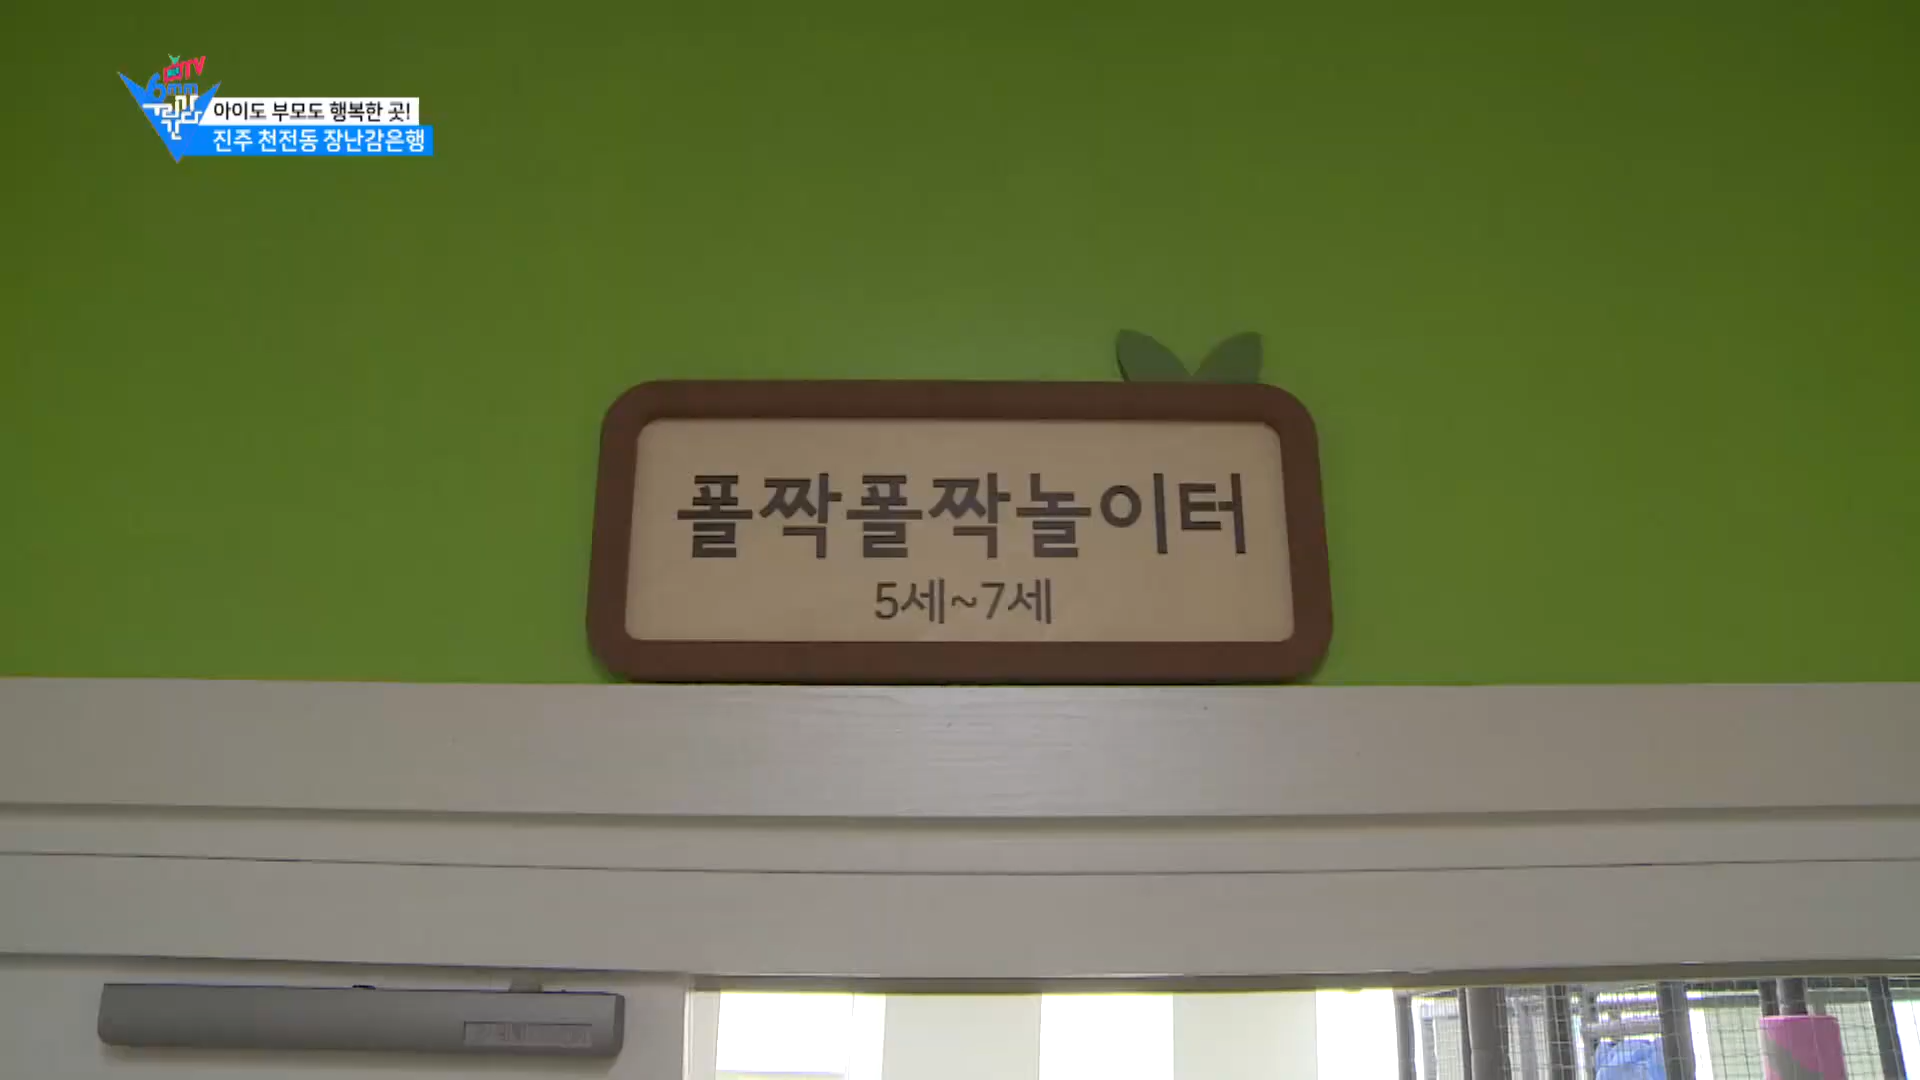 6mm
아이도 부모도 행복한 곳!
진주 천전동 장난감은행
폴짝폴짝놀이터
5세~7세